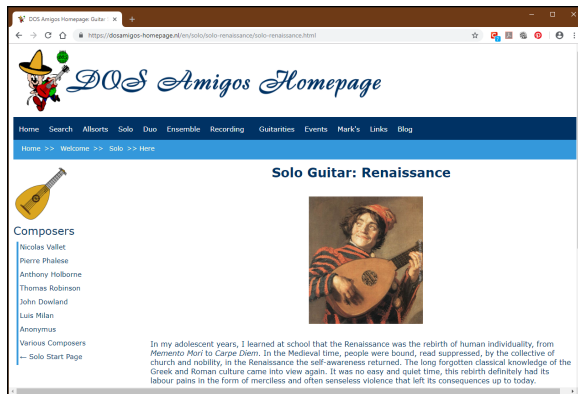 DOS Amigos Homepage: Guitar
https://dosamigos-homepage.nl/en/solo/solo-renaissance/solo-renaissance.html
DOS Amigos Homepage
Home Search Allsorts Solo Duo Ensemble Recording Guitarities Events Mark's Links Blog
Home >> Welcome >> Solo >> Here
Solo Guitar: Renaissance
Composers
Nicolas Vallet
Pierre Phalese
Anthony Holborne
Thomas Robinson
John Dowland
Luis Milan
Anonymus
Various Composers
← Solo Start Page
In my adolescent years, I learned at school that the Renaissance was the rebirth of human individuality, from
Memento Mori to Carpe Diem. In the Medieval time, people were bound, read suppressed, by the collective of
church and nobility, in the Renaissance the self-awareness returned. The long forgotten classical knowledge of the
Greek and Roman culture came into view again. It was no easy and quiet time, this rebirth definitely had its
labour pains in the form of merciless and often senseless violence that left its consequences up to today.